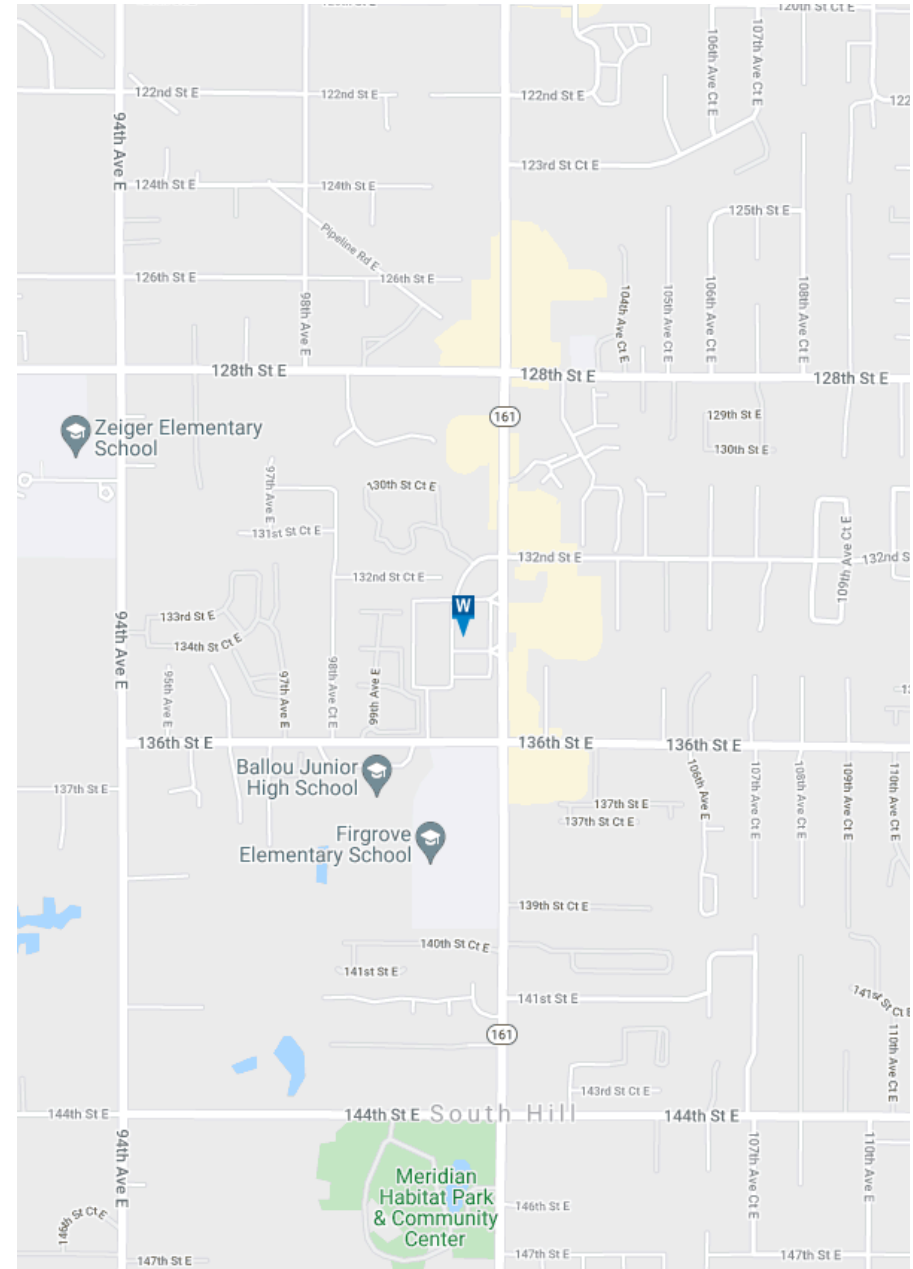 120th St Ct E
107th Ave Ct E
106th Ave Ct E
122nd St E
122nd St E
122nd St E
122
94th Ave E
123rd St Ct E
124th St E
124th St E
125th St E
Pipeline Rd E
126th St E
126th St E
98th Ave E
104th Ave Ct E
105th Ave Ct E
106th Ave Ct E
108th Ave Ct E
128th St E
128th St E
128th St E
161
129th St E
130th St E
Zeiger Elementary
School
97th Ave E
130th St Ct E
131st St Ct E
109th Ave Ct E
132nd St E
132nd S
132nd St Ct E
W
133rd St E
134th St Ct E
94th Ave E
95th Ave E
97th Ave E
98th Ave Ct E
99th Ave E
136th St E
136th St E
136th St E
Ballou Junior
High School
106th Ave E
107th Ave Ct E
108th Ave Ct E
109th Ave Ct E
110th Ave Ct E
137th St E
137th St E
137th St Ct E
Firgrove
Elementary School
139th St Ct E
140th St Ct E
141st St E
141st St E
141st St Ct E
110th Ave Ct E
161
143rd St Ct E
144th St E
144th St E
South Hill
144th St E
94th Ave E
107th Ave Ct E
110th Ave E
Meridian
Habitat Park
& Community
Center
146th St Ct E
146th St E
147th St E
147th St E
147th St E